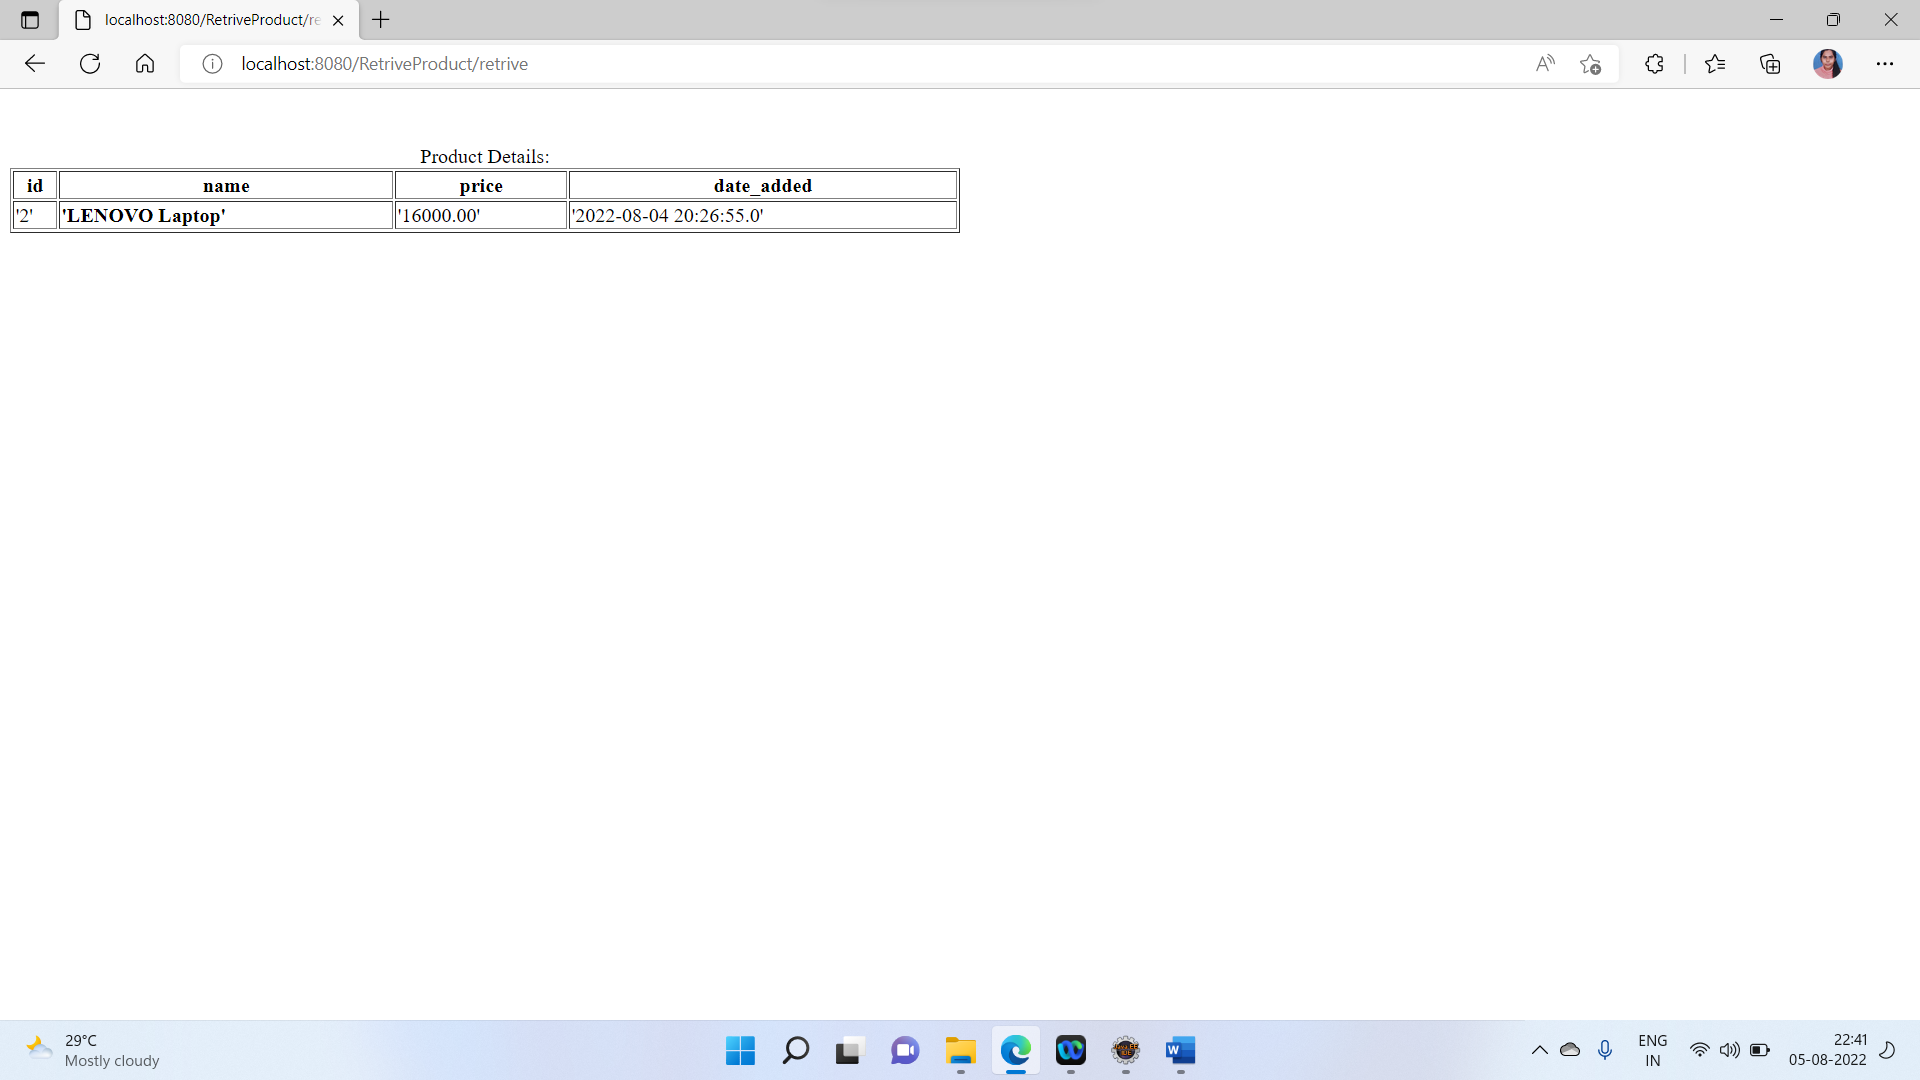 localhost:8080/RetriveProduct/re
localhost:8080/RetriveProduct/retrive
Product Details:
id name price date_added
'2' 'LENOVO Laptop' '16000.00' '2022-08-04 20:26:55.0'
29°C
Mostly cloudy
ENG
IN
22:41
05-08-2022